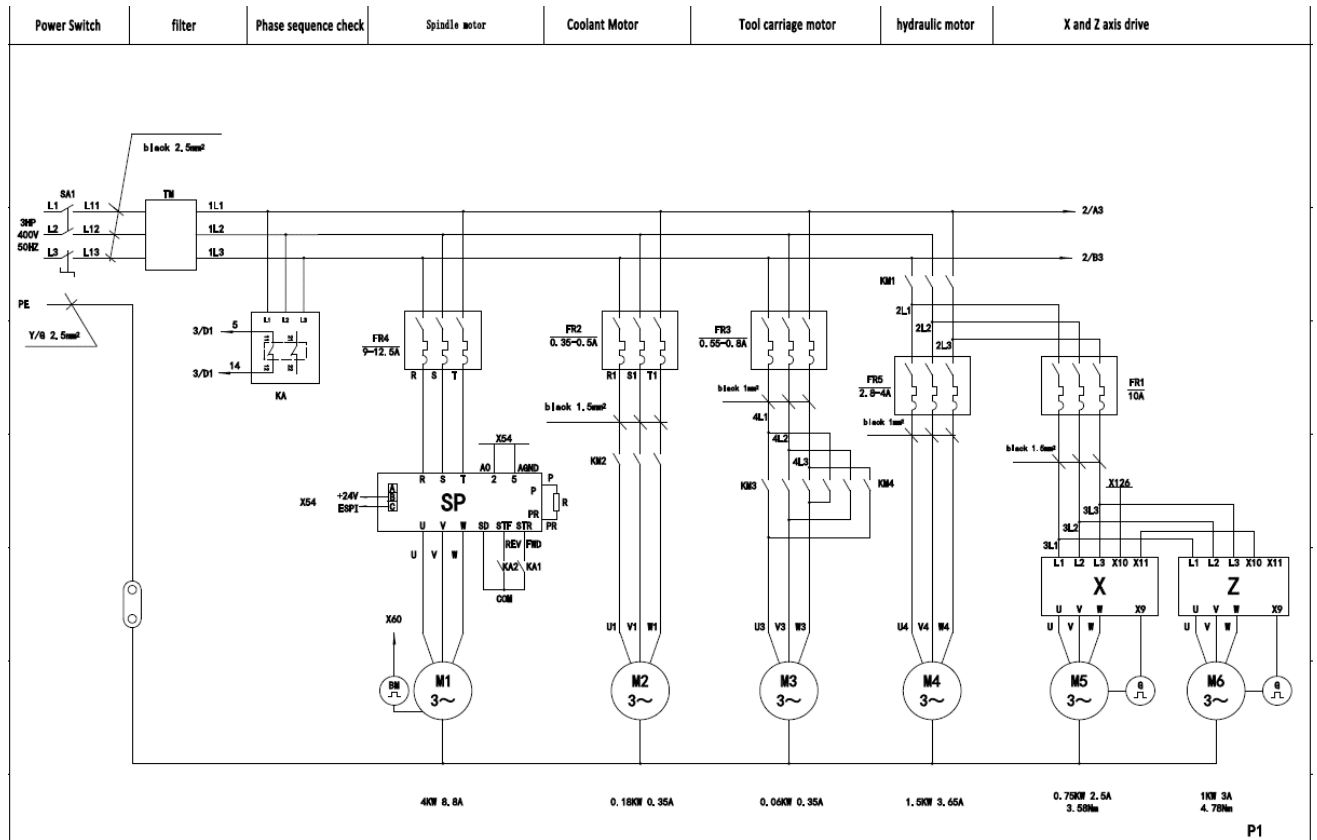 Power Switch
filter
Phase sequence check
Spindle motor
Coolant Motor
Tool carriage motor
hydraulic motor
X and Z axis drive
black 2.5mm²
SA1
TM
L1 L11 1L1 2/A3
3HP
400V
50HZ
L2 L12 1L2
L3 L13 1L3 2/B3
PE
Y/G 2.5mm²
L1 L2 L3
3/D1 5
11 21
12 22
3/D1 14
KA
FR4
9-12.5A
R S T
FR2
0.35-0.5A
R1 S1 T1
FR3
0.55-0.8A
KM1
2L1
2L2
2L3
FR5
2.8-4A
FR1
10A
black 1.5mm²
black 1mm²
black 1mm²
black 1.5mm²
4L1
4L2
4L3
X54
AO AGND
R S T 2 5
P
P
R
PR
PR
X54
+24V
ESPI
A
B
C
SP
U V W SD STF STR
U V W
REV FWD
KA2 KA1
COM
KM2
KM3
KM4
X126
3L3
3L2
3L1
L1 L2 L3 X10 X11
X
U V W X9
U V W
L1 L2 L3 X10 X11
Z
U V W X9
U V W
X60
U1 V1 W1
U3 V3 W3
U4 V4 W4
BM
M1
3～
M2
3～
M3
3～
M4
3～
M5
3～
G
M6
3～
G
4KW 8.8A
0.18KW 0.35A
0.06KW 0.35A
1.5KW 3.65A
0.75KW 2.5A
3.58Nm
1KW 3A
4.78Nm
P1